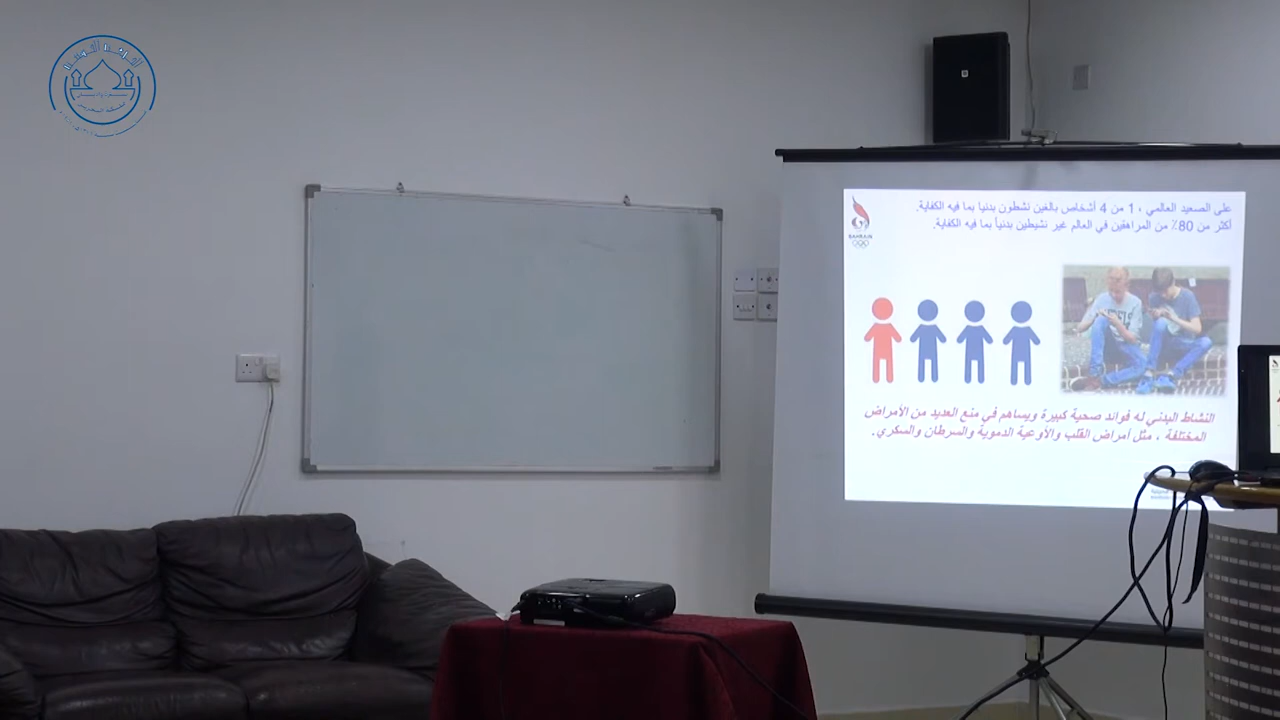 على الصعيد العالمي ، 1 من 4 أشخاص بالغين نشطون بدنيا بما فيه الكفاية.
أكثر من 80٪ من المراهقين في العالم غير نشيطين بدنياً بما فيه الكفاية.
BAHRAIN
النشاط البدني له فوائد صحية كبيرة ويساهم في منع العديد من الأمراض
المختلفة ، مثل أمراض القلب والأوعية الدموية والسرطان والسكري.